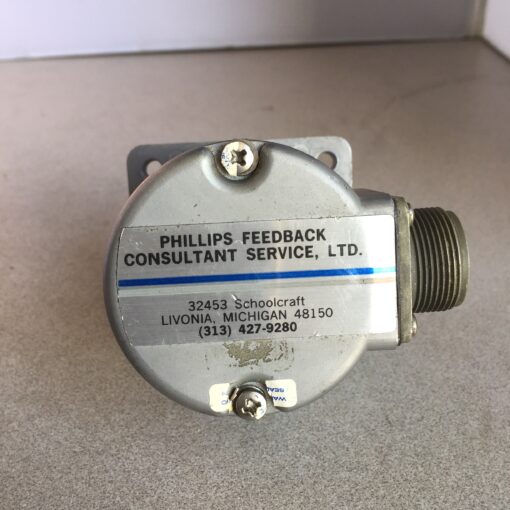 PHILLIPS FEEDBACK
CONSULTANT SERVICE, LTD.
32453 Schoolcraft
LIVONIA, MICHIGAN 48150
(313) 427-9280